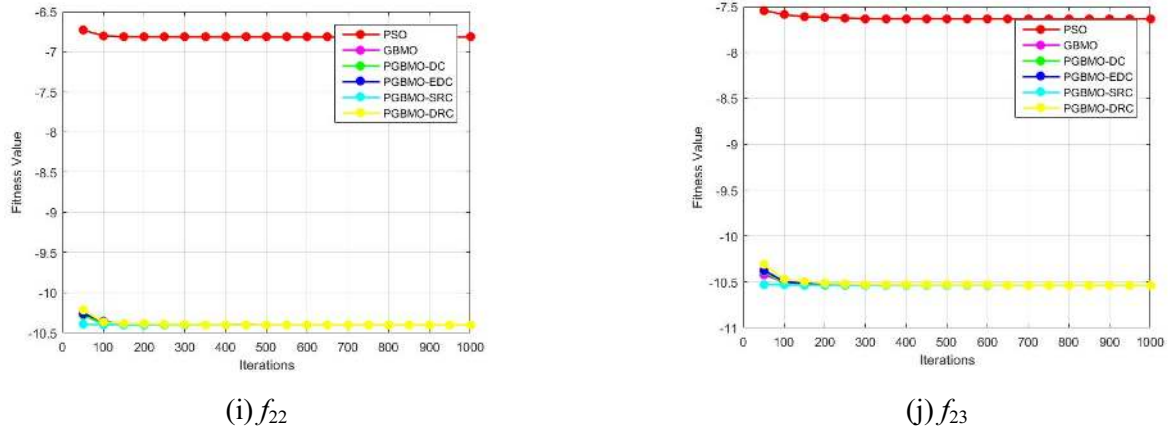 -6.5
-7
-7.5
-8
-8.5
-9
-9.5
-10
-10.5
Fitness Value
0 100 200 300 400 500 600 700 800 900 1000
Iterations
PSO
GBMO
PGBMO-DC
PGBMO-EDC
PGBMO-SRC
PGBMO-DRC
(i) f22
-7.5
-8
-8.5
-9
-9.5
-10
-10.5
-11
Fitness Value
0 100 200 300 400 500 600 700 800 900 1000
Iterations
PSO
GBMO
PGBMO-DC
PGBMO-EDC
PGBMO-SRC
PGBMO-DRC
(j) f23